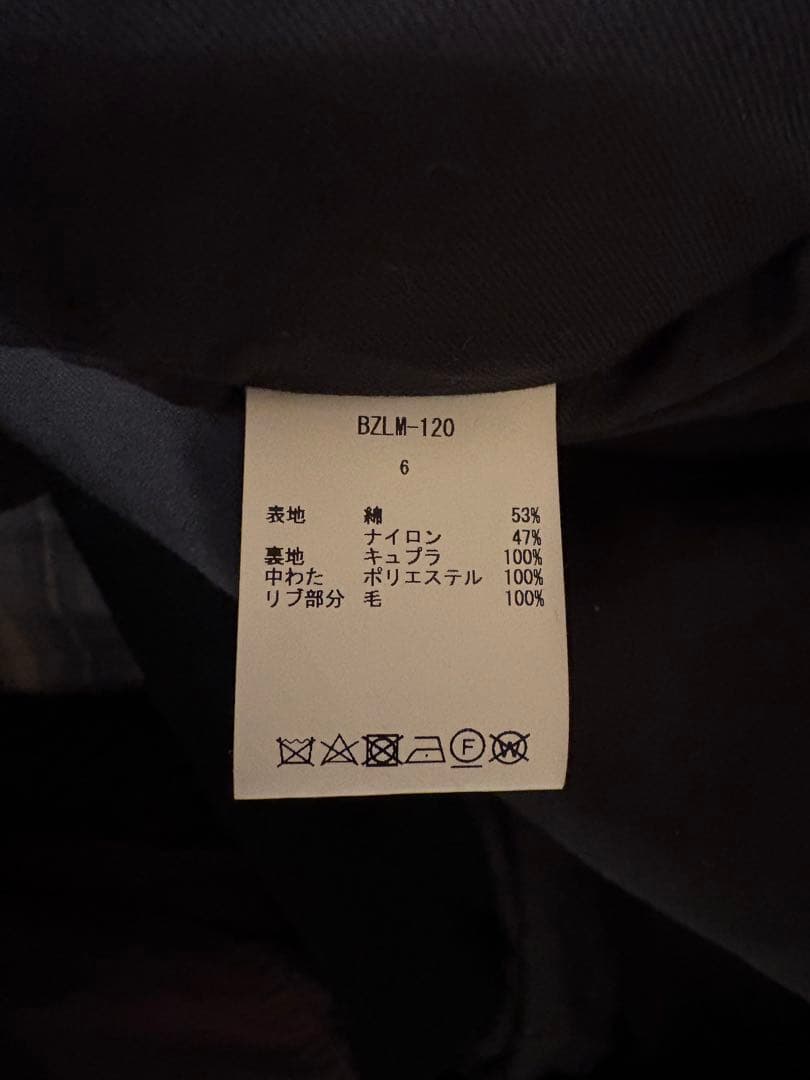 BZLM-120
6
表地 綿 53%
ナイロン 47%
裏地 キュプラ 100%
中わた ポリエステル 100%
リブ部分 毛 100%
F W